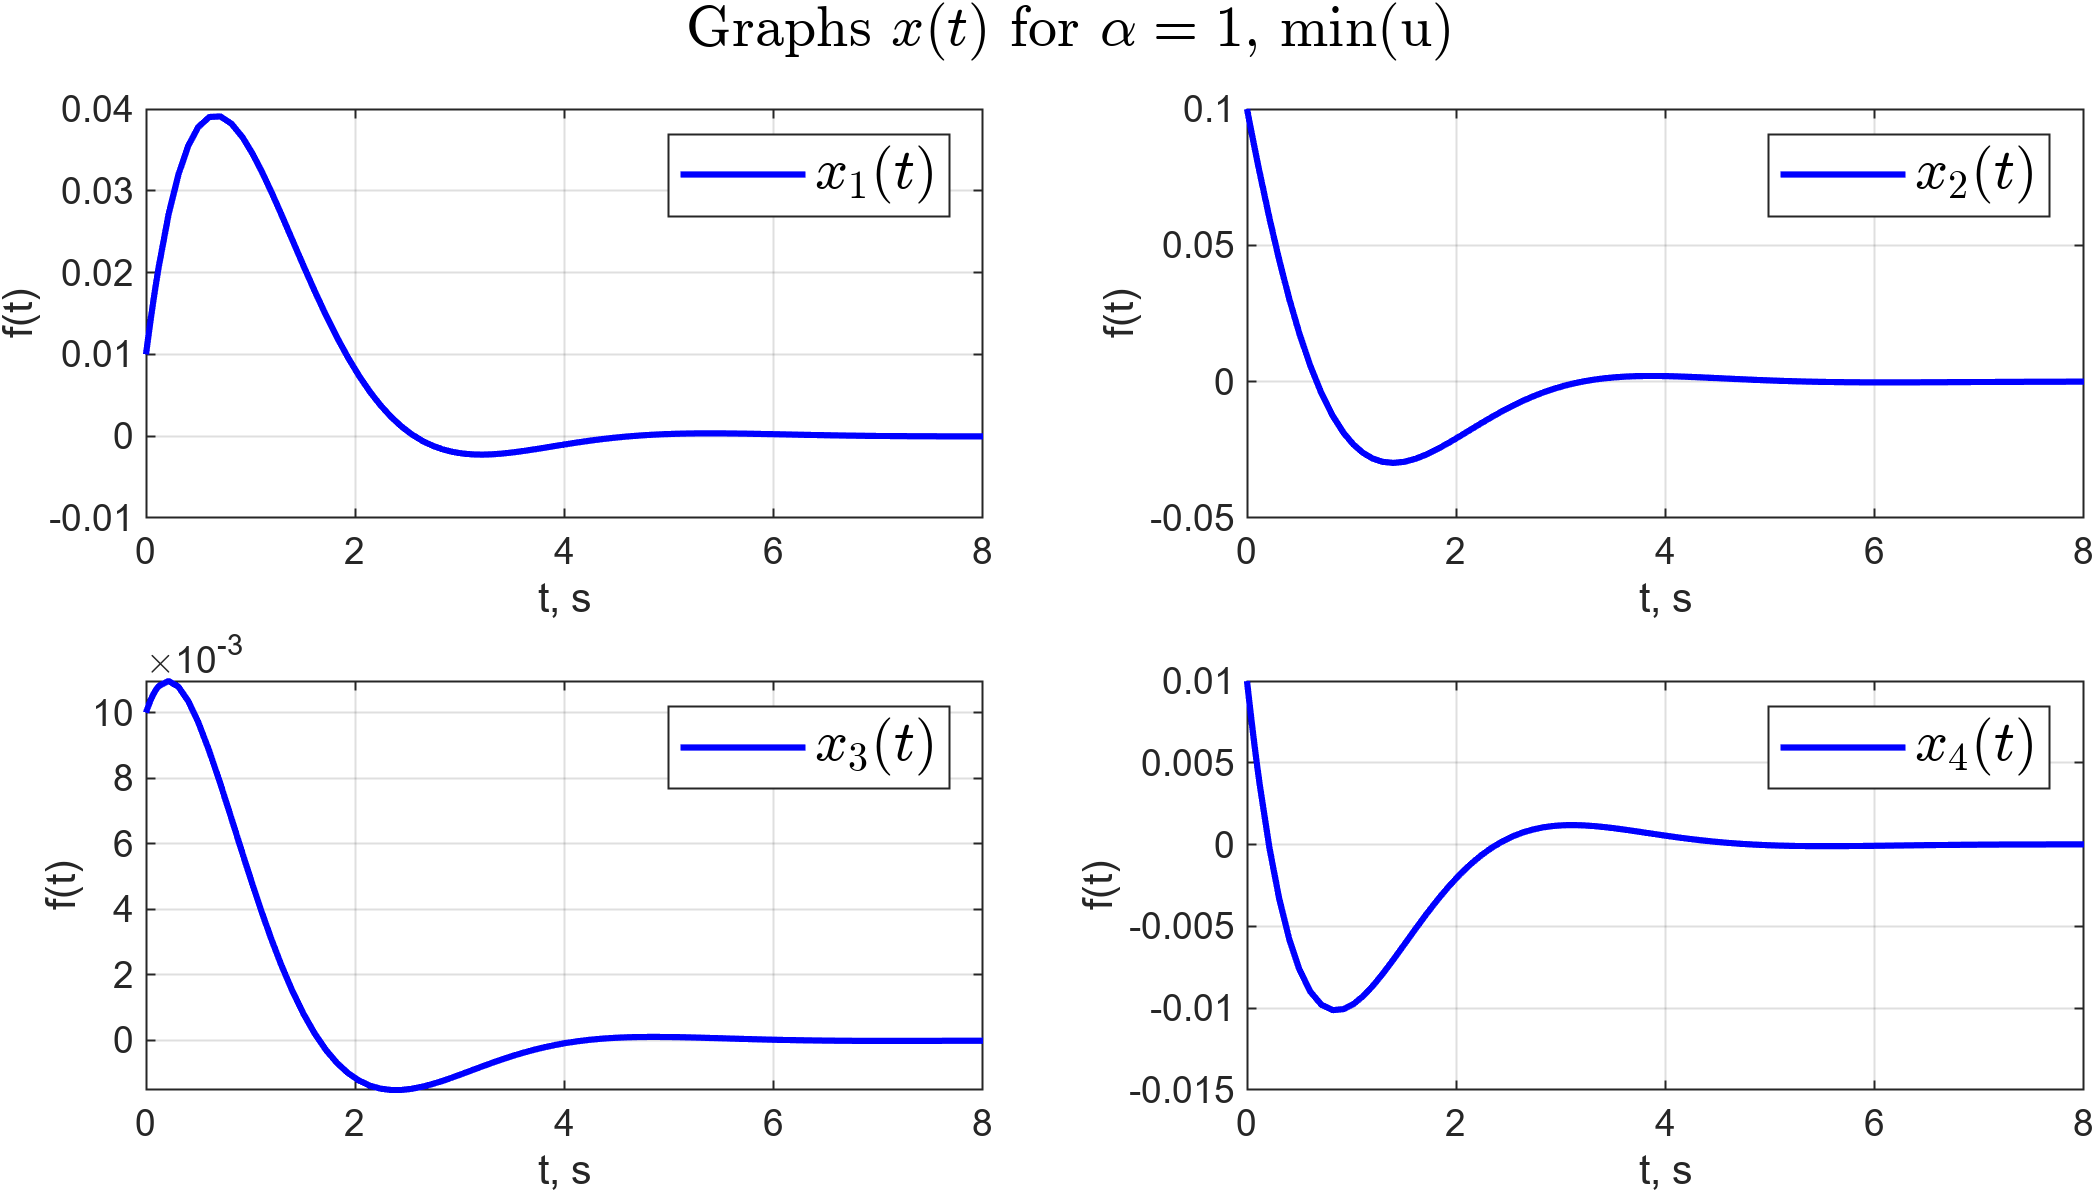 Graphs x(t) for α = 1, min(u)
0.04
0.03
0.02
0.01
0
-0.01
f(t)
x₁(t)
0 2 4 6 8
t, s
0.1
0.05
0
-0.05
f(t)
x₂(t)
0 2 4 6 8
t, s
×10⁻³
10
8
6
4
2
0
f(t)
x₃(t)
0 2 4 6 8
t, s
0.01
0.005
0
-0.005
-0.01
-0.015
f(t)
x₄(t)
0 2 4 6 8
t, s